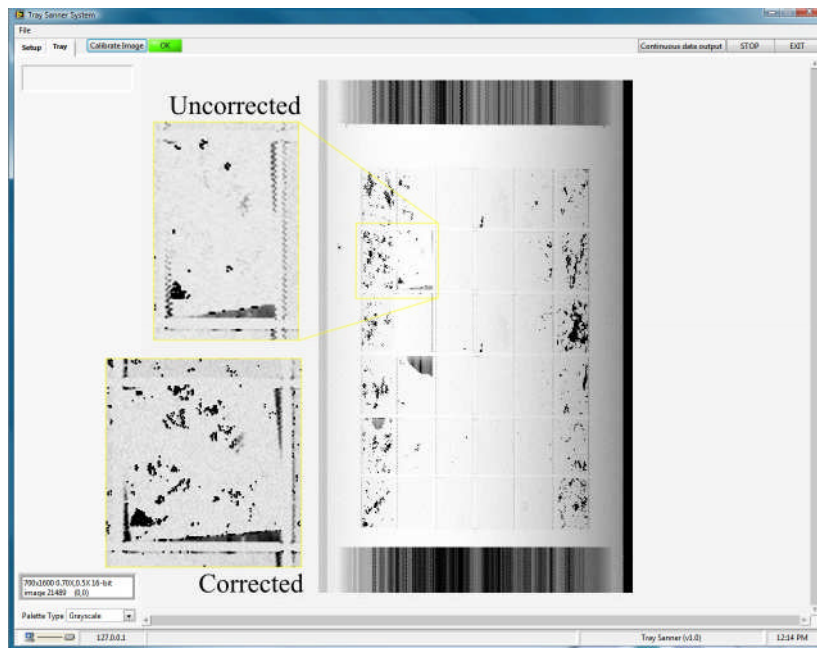 Tray Sanner System
File
Setup Tray Calibrate Image OK Continuous data output STOP EXIT
Uncorrected
Corrected
700x1600 0.70X,0.5X 16-bit
image 21489 (0,0)
Palette Type Grayscale
127.0.0.1 Tray Sanner (v1.0) 12:14 PM